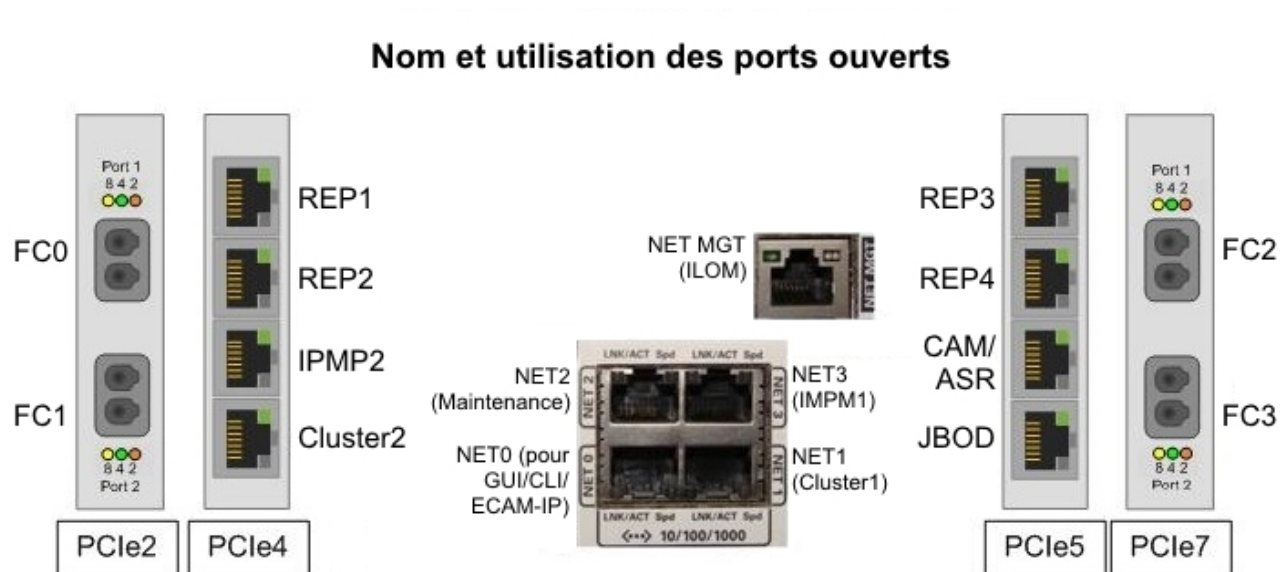 Nom et utilisation des ports ouverts
Port 1
8 4 2
FC0
FC1
8 4 2
Port 2
PCIe2
REP1
REP2
IPMP2
Cluster2
PCIe4
NET MGT
(ILOM)
NET MGT
LNK/ACT Spd LNK/ACT Spd
NET2
(Maintenance)
NET 2
NET 3
NET3
(IMPM1)
NET0 (pour
GUI/CLI/
ECAM-IP)
NET 0
NET 1
NET1
(Cluster1)
LNK/ACT Spd LNK/ACT Spd
<···> 10/100/1000
REP3
REP4
CAM/
ASR
JBOD
PCIe5
Port 1
8 4 2
FC2
FC3
8 4 2
Port 2
PCIe7